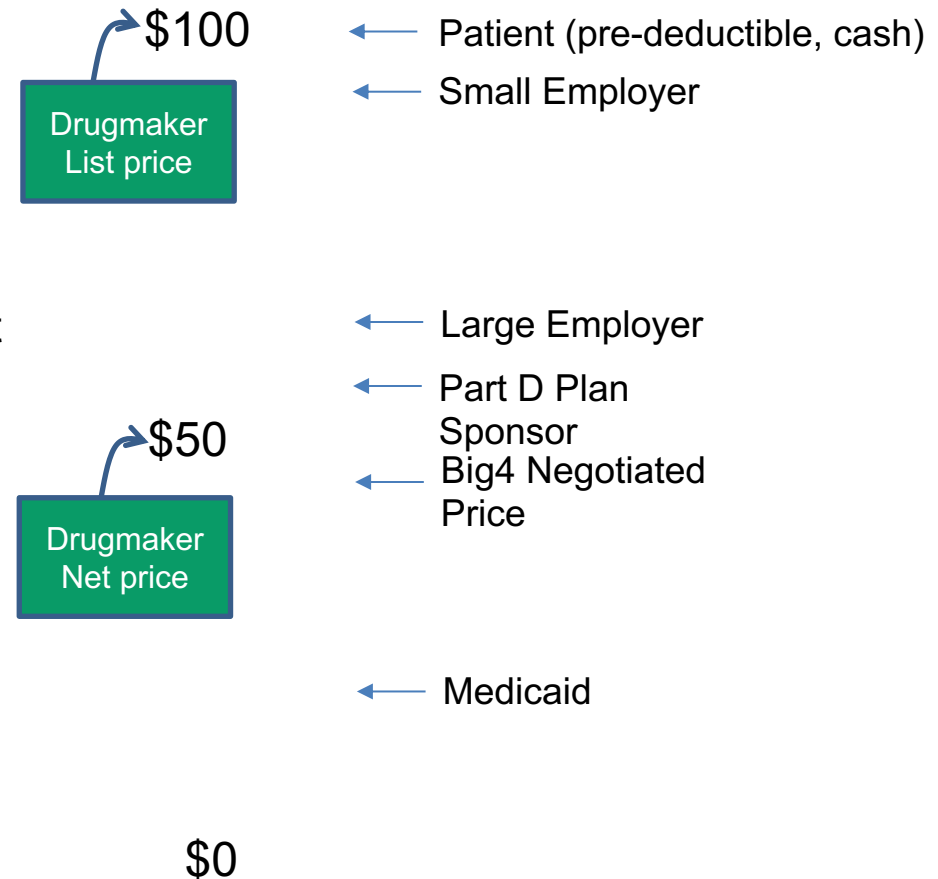 $100
Patient (pre-deductible, cash)
Small Employer
Drugmaker
List price
Large Employer
Part D Plan
Sponsor
$50
Big4 Negotiated
Price
Drugmaker
Net price
Medicaid
$0